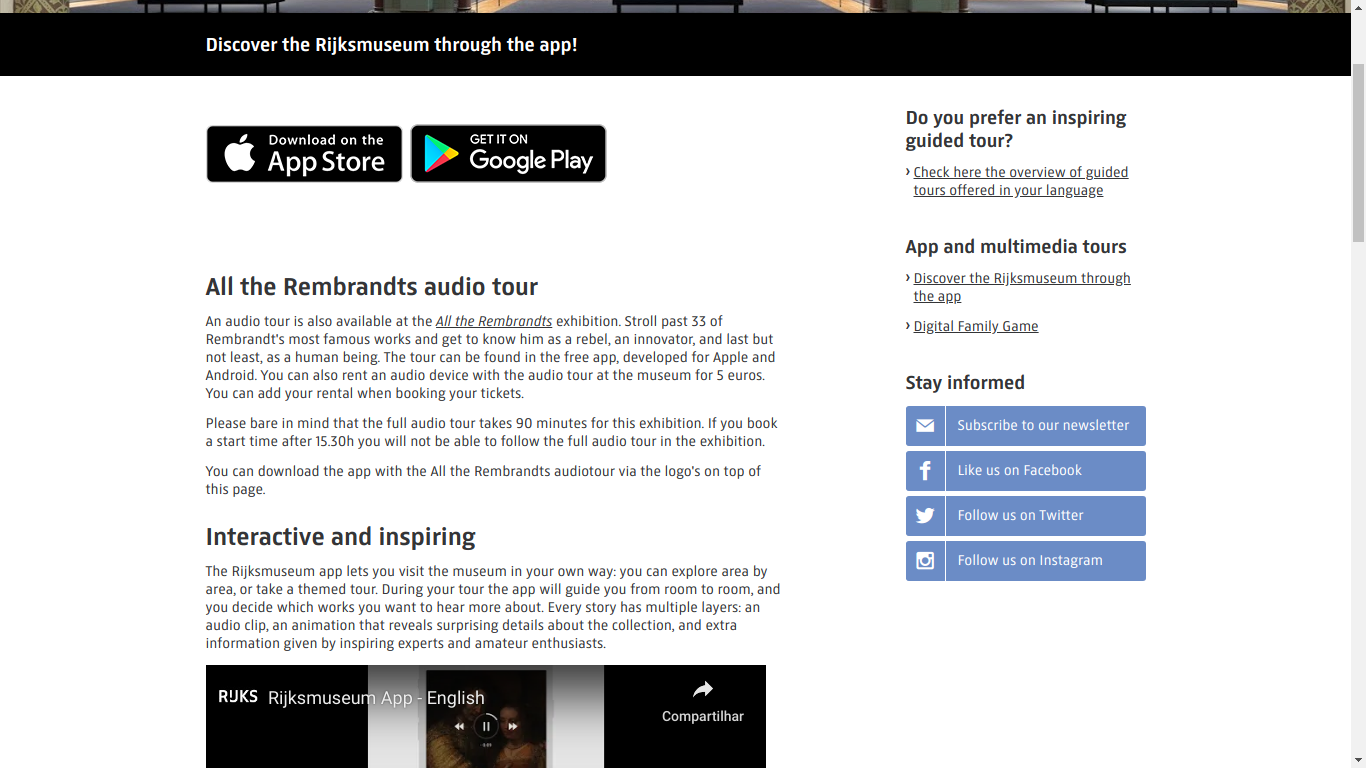 Discover the Rijksmuseum through the app!
Download on the
App Store
GET IT ON
Google Play
All the Rembrandts audio tour
An audio tour is also available at the All the Rembrandts exhibition. Stroll past 33 of
Rembrandt's most famous works and get to know him as a rebel, an innovator, and last but
not least, as a human being. The tour can be found in the free app, developed for Apple and
Android. You can also rent an audio device with the audio tour at the museum for 5 euros.
You can add your rental when booking your tickets.
Please bare in mind that the full audio tour takes 90 minutes for this exhibition. If you book
a start time after 15.30h you will not be able to follow the full audio tour in the exhibition.
You can download the app with the All the Rembrandts audiotour via the logo's on top of
this page.
Interactive and inspiring
The Rijksmuseum app lets you visit the museum in your own way: you can explore area by
area, or take a themed tour. During your tour the app will guide you from room to room, and
you decide which works you want to hear more about. Every story has multiple layers: an
audio clip, an animation that reveals surprising details about the collection, and extra
information given by inspiring experts and amateur enthusiasts.
RIJKS Rijksmuseum App - English
Compartilhar
Do you prefer an inspiring
guided tour?
› Check here the overview of guided
tours offered in your language
App and multimedia tours
› Discover the Rijksmuseum through
the app
› Digital Family Game
Stay informed
Subscribe to our newsletter
Like us on Facebook
Follow us on Twitter
Follow us on Instagram